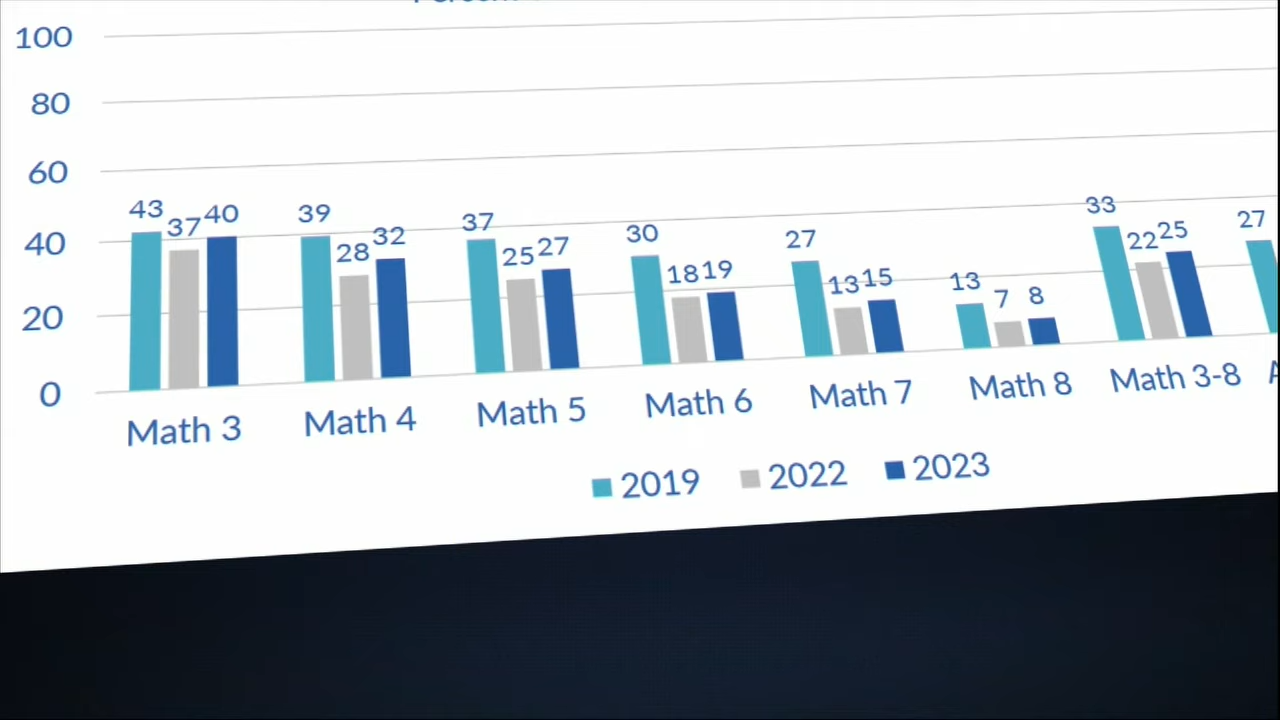 100
80
60
40
20
0
43 37 40
39 28 32
37 25 27
30 18 19
27 13 15
13 7 8
33 22 25
27
Math 3 Math 4 Math 5 Math 6 Math 7 Math 8 Math 3-8
2019 2022 2023